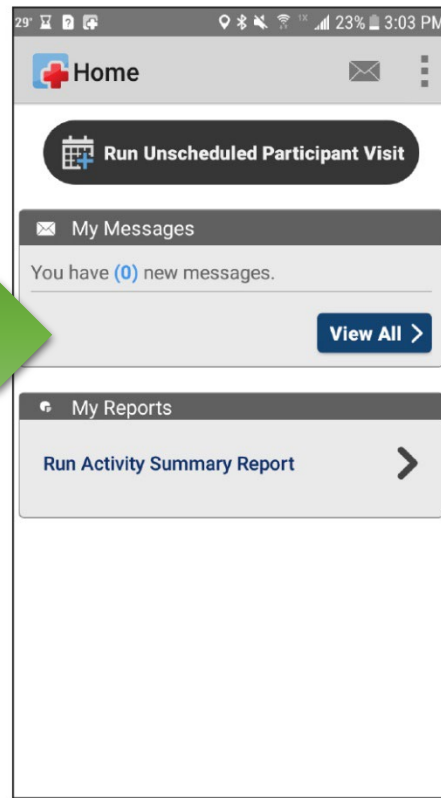 29° 1X 23% 3:03 PM
Home
Run Unscheduled Participant Visit
My Messages
You have (0) new messages.
View All
My Reports
Run Activity Summary Report